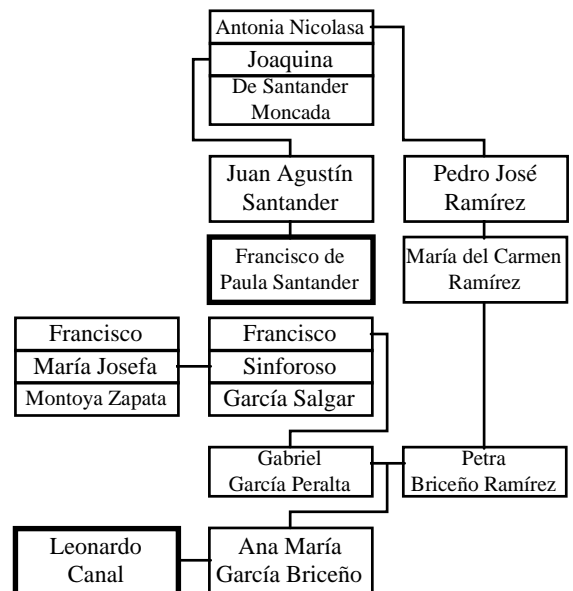 Antonia Nicolasa
Joaquina
De Santander
Moncada
Juan Agustín
Santander
Pedro José
Ramírez
Francisco de
Paula Santander
María del Carmen
Ramírez
Francisco
María Josefa
Montoya Zapata
Francisco
Sinforoso
García Salgar
Gabriel
García Peralta
Petra
Briceño Ramírez
Leonardo
Canal
Ana María
García Briceño